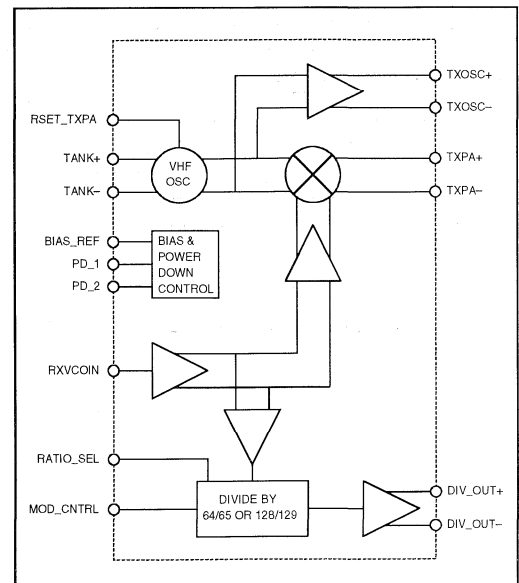 TXOSC+
TXOSC–
RSET_TXPA
TANK+
VHF
OSC
TXPA+
TANK–
TXPA–
BIAS_REF
PD_1
PD_2
BIAS &
POWER
DOWN
CONTROL
RXVCOIN
RATIO_SEL
MOD_CNTRL
DIVIDE BY
64/65 OR 128/129
DIV_OUT+
DIV_OUT–